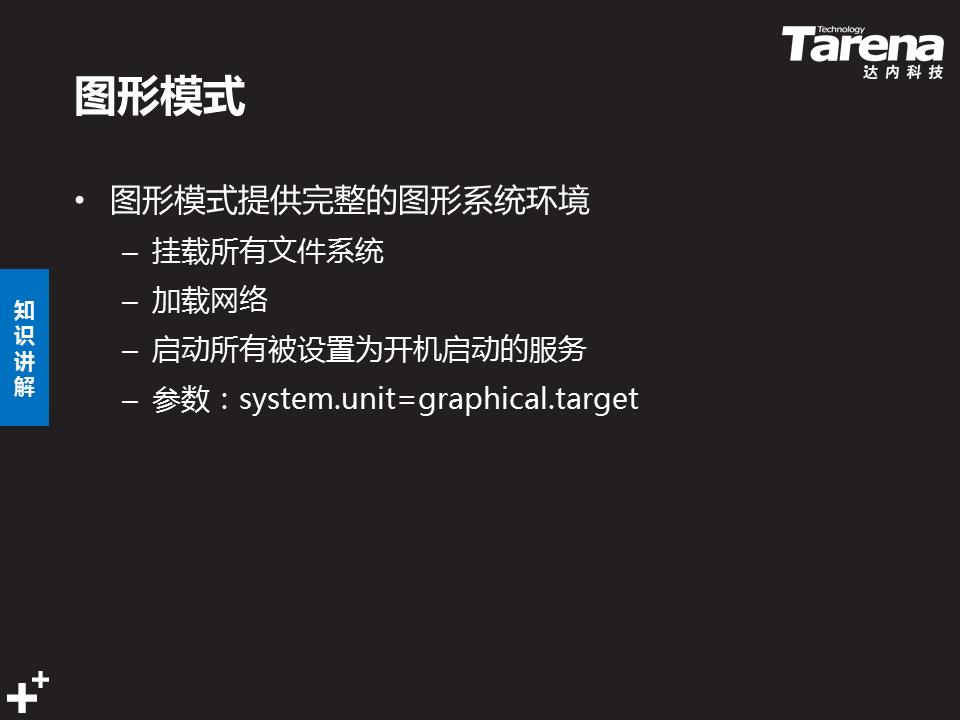 Technology
Tarena
达内科技
图形模式
• 图形模式提供完整的图形系统环境
– 挂载所有文件系统
– 加载网络
– 启动所有被设置为开机启动的服务
– 参数：system.unit=graphical.target
知识讲解